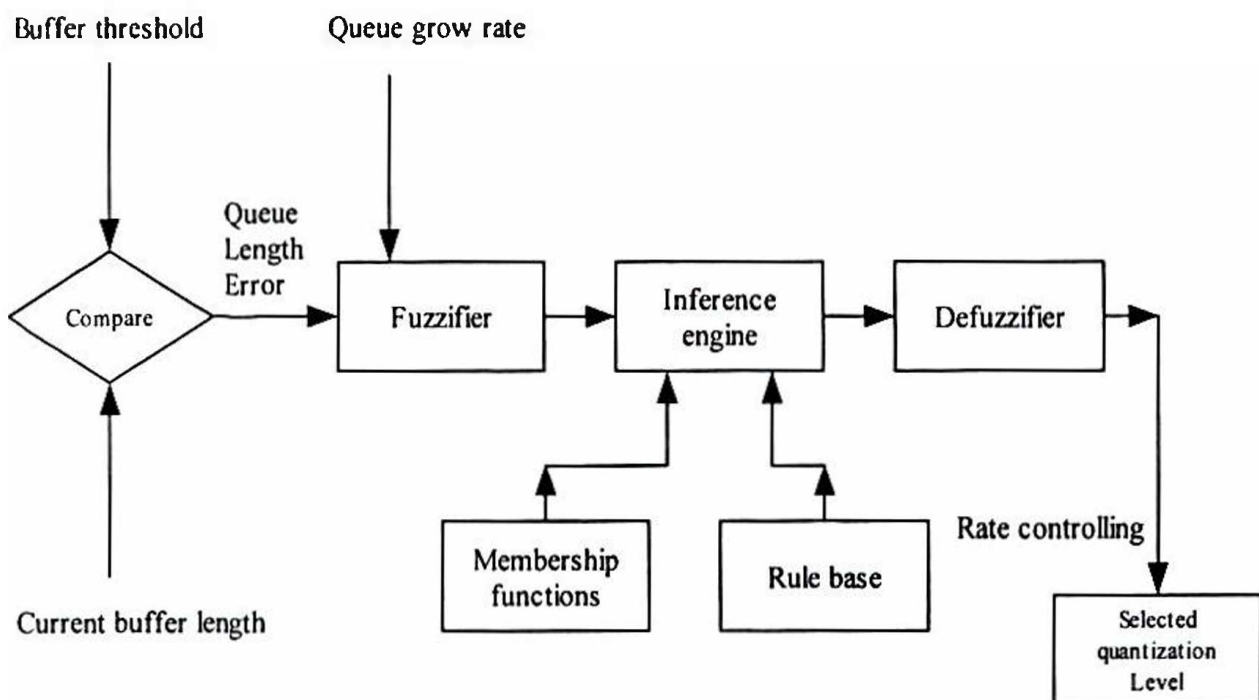 Buffer threshold
Queue grow rate
Queue
Length
Error
Compare
Fuzzifier
Inference
engine
Defuzzifier
Membership
functions
Rule base
Rate controlling
Current buffer length
Selected
quantization
Level